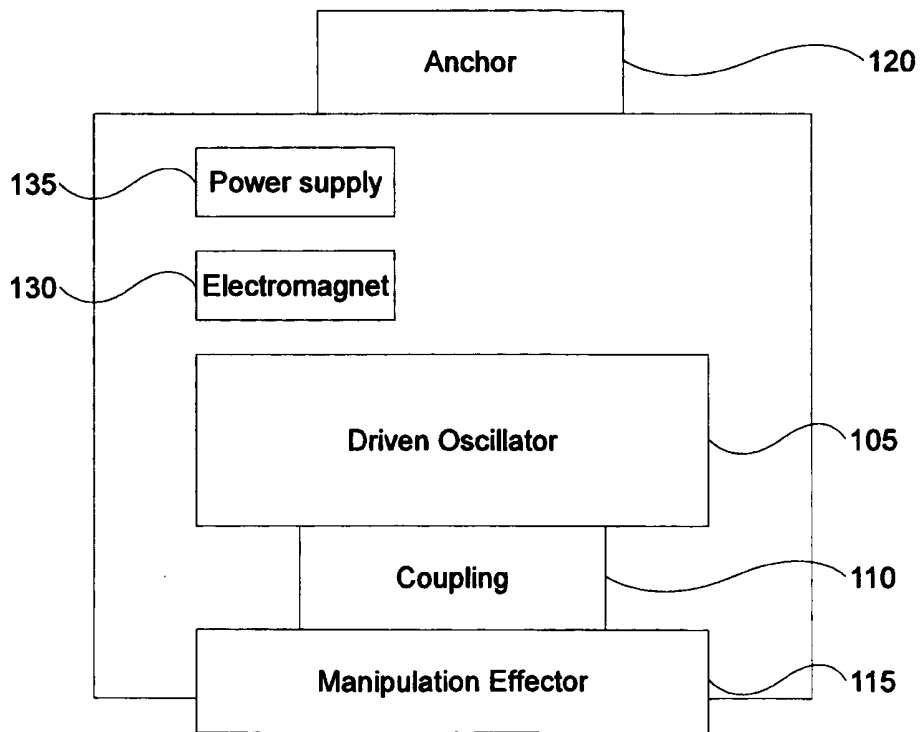 Anchor
120
135
Power supply
130
Electromagnet
Driven Oscillator
105
Coupling
110
Manipulation Effector
115